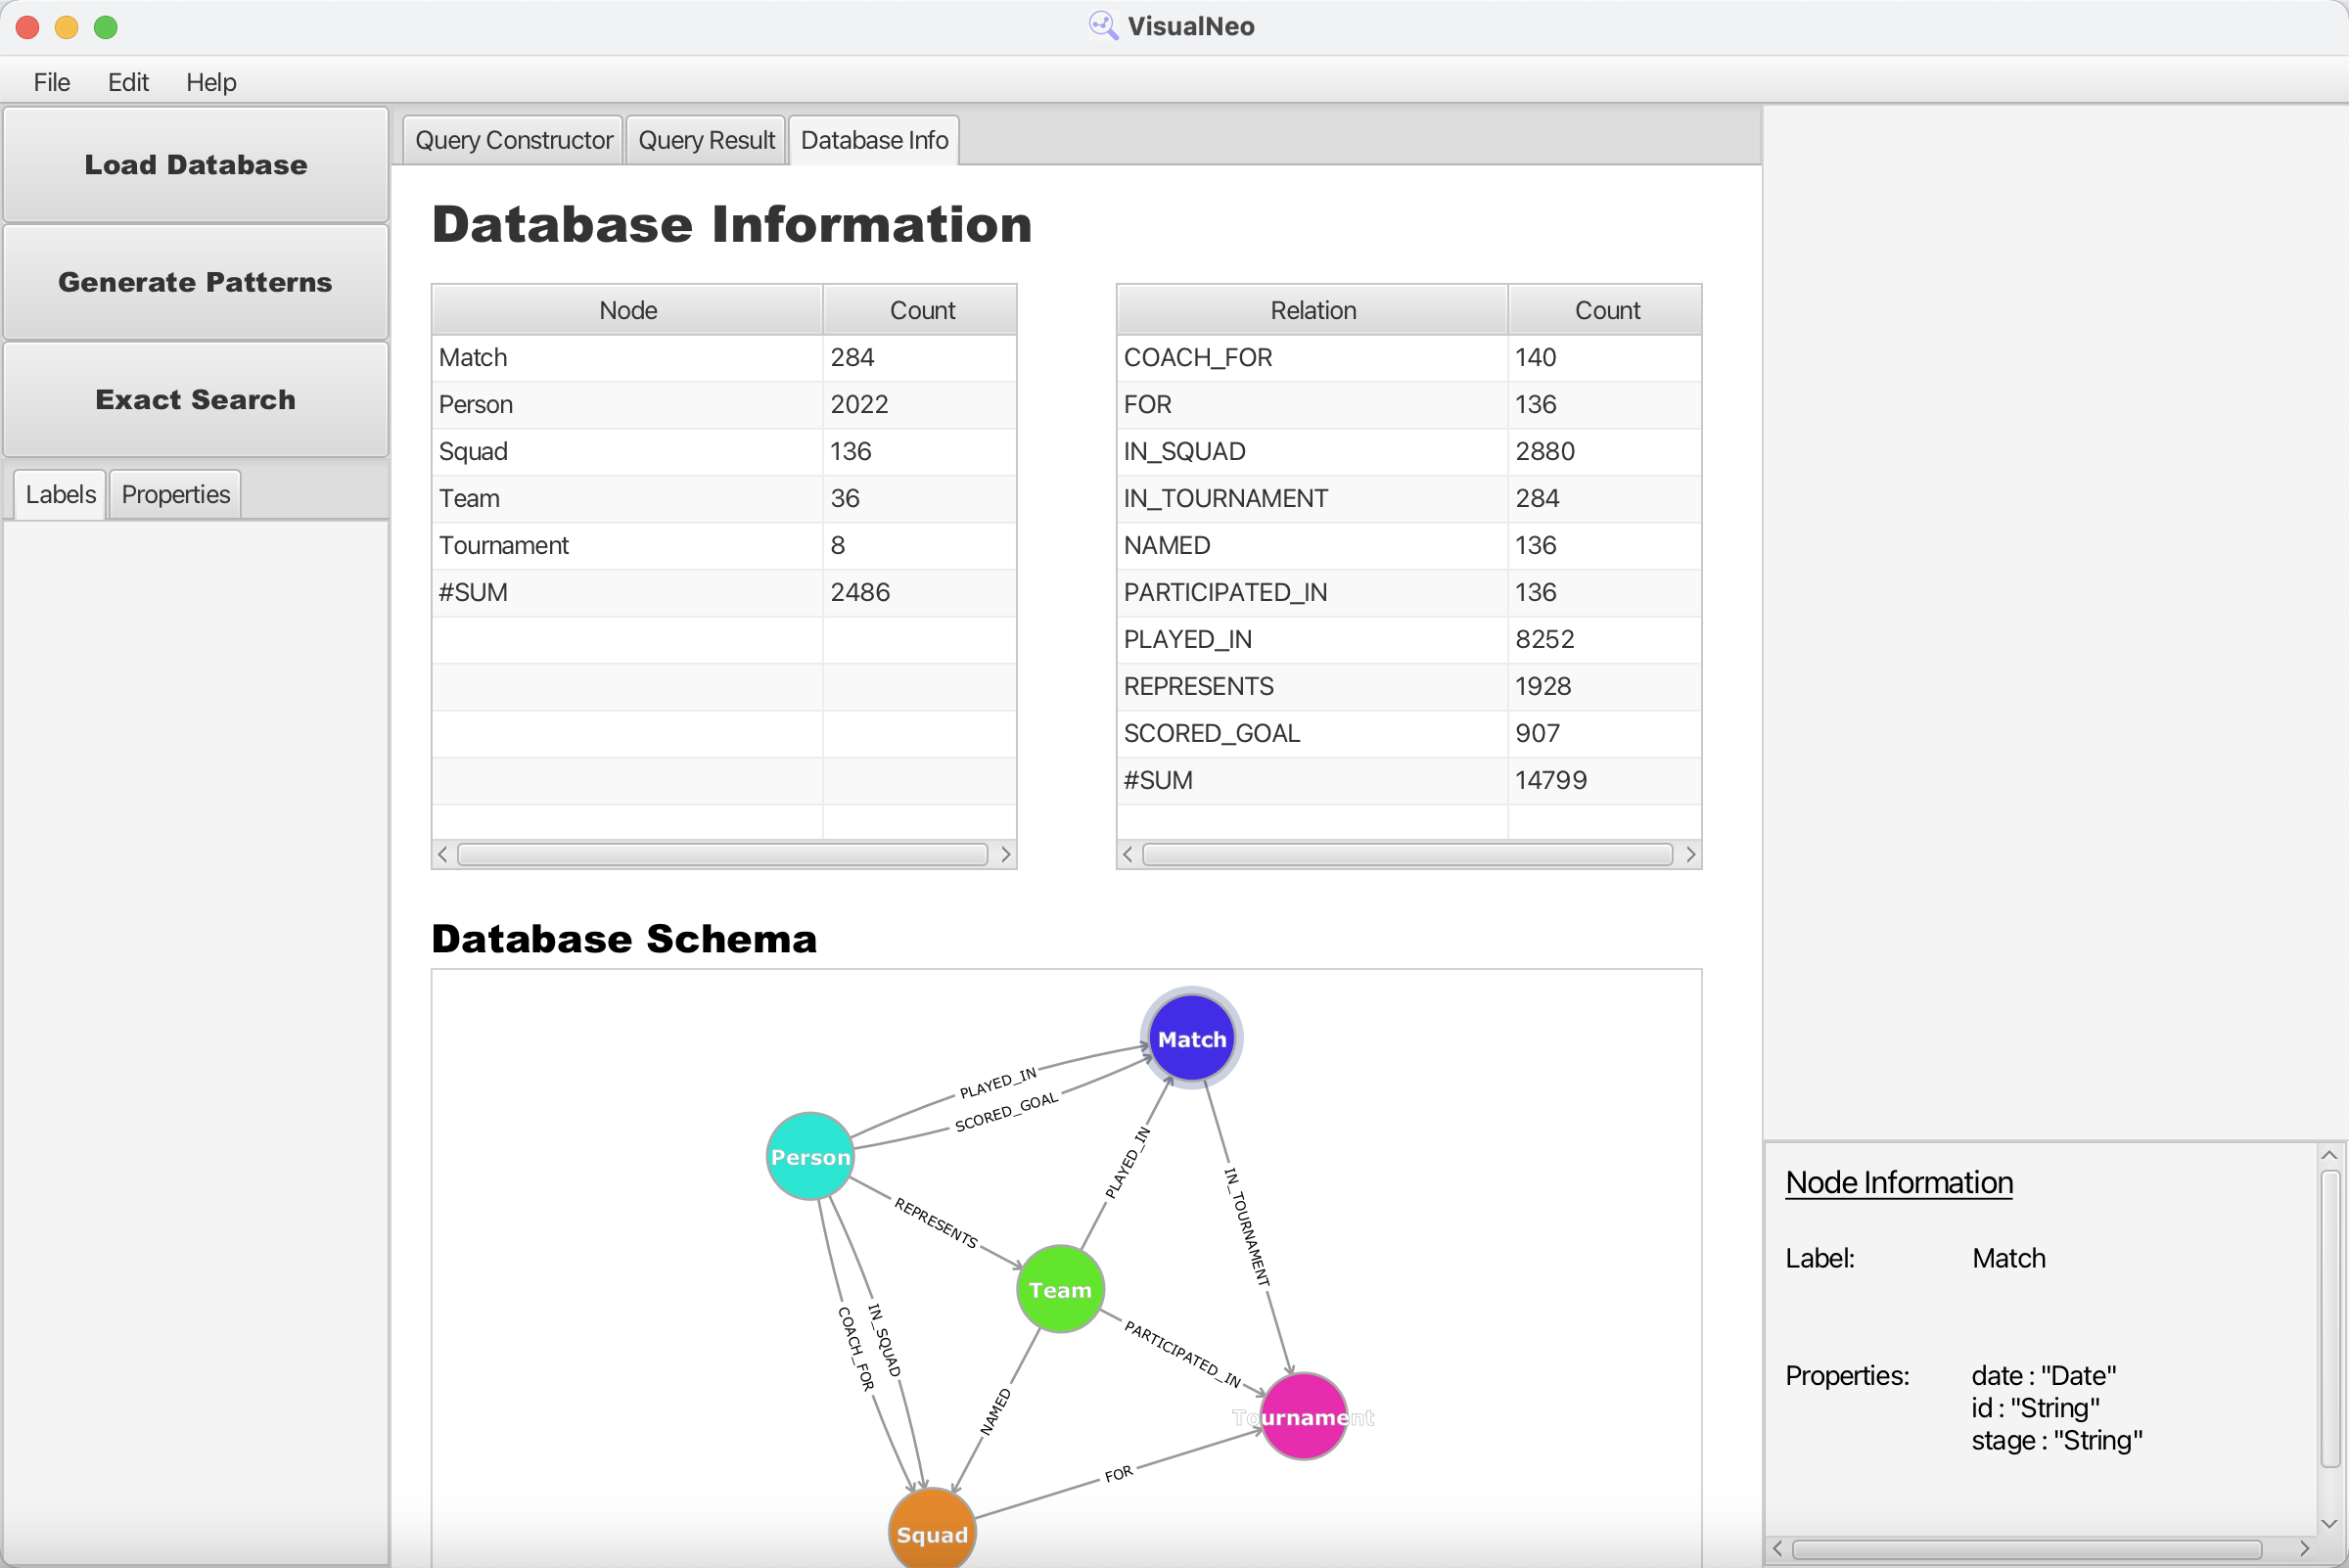 VisualNeo
File Edit Help
Load Database
Generate Patterns
Exact Search
Labels Properties
Query Constructor Query Result Database Info
Database Information
Node Count
Match 284
Person 2022
Squad 136
Team 36
Tournament 8
#SUM 2486
Relation Count
COACH_FOR 140
FOR 136
IN_SQUAD 2880
IN_TOURNAMENT 284
NAMED 136
PARTICIPATED_IN 136
PLAYED_IN 8252
REPRESENTS 1928
SCORED_GOAL 907
#SUM 14799
Database Schema
Match
PLAYED_IN
SCORED_GOAL
Person
PLAYED_IN
IN_TOURNAMENT
REPRESENTS
Team
COACH_FOR
IN_SQUAD
PARTICIPATED_IN
NAMED
Tournament
FOR
Squad
Node Information
Label: Match
Properties: date : "Date"
id : "String"
stage : "String"